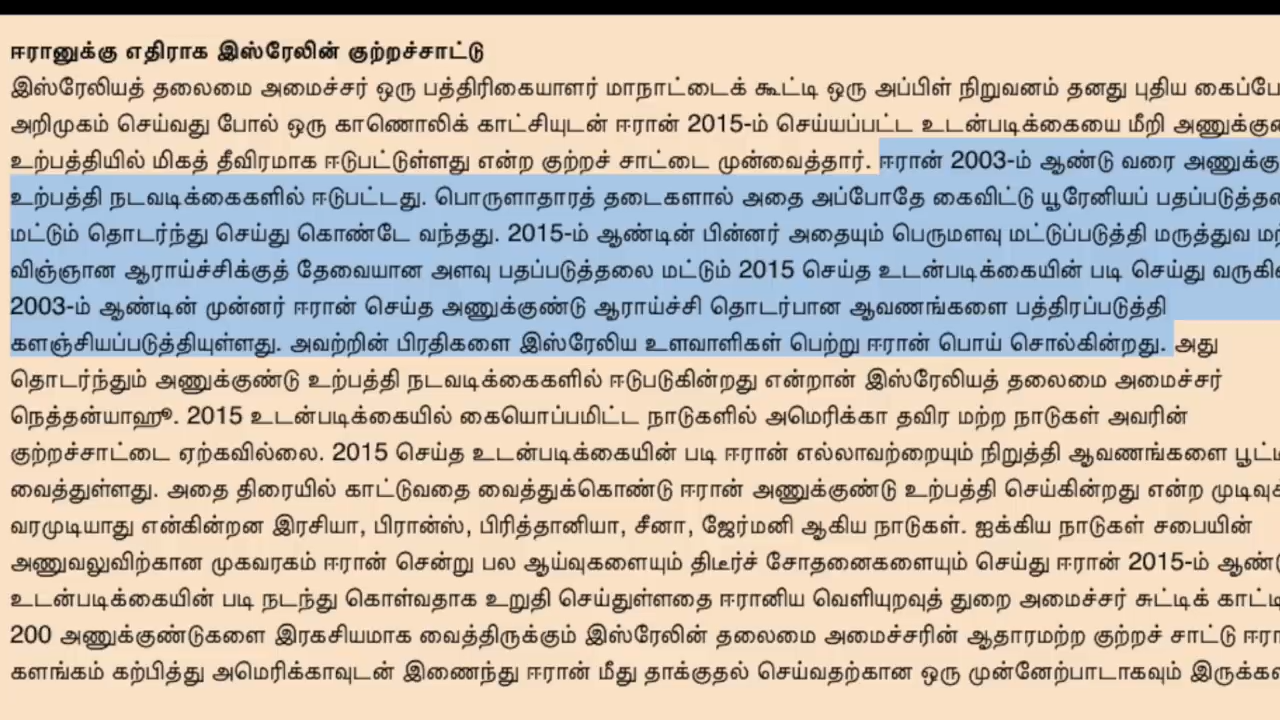 ஈரானுக்கு எதிராக இஸ்ரேலின் குற்றச்சாட்டு
இஸ்ரேலியத் தலைமை அமைச்சர் ஒரு பத்திரிகையாளர் மாநாட்டைக் கூட்டி ஒரு அப்பிள் நிறுவனம் தனது புதிய
அறிமுகம் செய்வது போல் ஒரு காணொலிக் காட்சியுடன் ஈரான் 2015-ம் செய்யப்பட்ட உடன்படிக்கையை மீறி
உற்பத்தியில் மிகத் தீவிரமாக ஈடுபட்டுள்ளது என்ற குற்றச் சாட்டை முன்வைத்தார். ஈரான் 2003-ம் ஆண்டு வரை
உற்பத்தி நடவடிக்கைகளில் ஈடுபட்டது. பொருளாதாரத் தடைகளால் அதை அப்போதே கைவிட்டு யூரேனியப்
மட்டும் தொடர்ந்து செய்து கொண்டே வந்தது. 2015-ம் ஆண்டின் பின்னர் அதையும் பெருமளவு மட்டுப்படுத்தி மருத்துவ
விஞ்ஞான ஆராய்ச்சிக்குத் தேவையான அளவு பதப்படுத்தலை மட்டும் 2015 செய்த உடன்படிக்கையின் படி செய்து
2003-ம் ஆண்டின் முன்னர் ஈரான் செய்த அணுக்குண்டு ஆராய்ச்சி தொடர்பான ஆவணங்களை பத்திரப்படுத்தி
களஞ்சியப்படுத்தியுள்ளது. அவற்றின் பிரதிகளை இஸ்ரேலிய உளவாளிகள் பெற்று ஈரான் பொய் சொல்கின்றது. அது
தொடர்ந்தும் அணுக்குண்டு உற்பத்தி நடவடிக்கைகளில் ஈடுபடுகின்றது என்றான் இஸ்ரேலியத் தலைமை அமைச்சர்
நெத்தன்யாஹூ. 2015 உடன்படிக்கையில் கையொப்பமிட்ட நாடுகளில் அமெரிக்கா தவிர மற்ற நாடுகள் அவரின்
குற்றச்சாட்டை ஏற்கவில்லை. 2015 செய்த உடன்படிக்கையின் படி ஈரான் எல்லாவற்றையும் நிறுத்தி ஆவணங்களை
வைத்துள்ளது. அதை திரையில் காட்டுவதை வைத்துக்கொண்டு ஈரான் அணுக்குண்டு உற்பத்தி செய்கின்றது என்ற
வரமுடியாது என்கின்றன இரசியா, பிரான்ஸ், பிரித்தானியா, சீனா, ஜேர்மனி ஆகிய நாடுகள். ஐக்கிய நாடுகள் சபையின்
அணுவலுவிற்கான முகவரகம் ஈரான் சென்று பல ஆய்வுகளையும் திடீர்ச் சோதனைகளையும் செய்து ஈரான் 2015-ம்
உடன்படிக்கையின் படி நடந்து கொள்வதாக உறுதி செய்துள்ளதை ஈரானிய வெளியுறவுத் துறை அமைச்சர் சுட்டிக்
200 அணுக்குண்டுகளை இரகசியமாக வைத்திருக்கும் இஸ்ரேலின் தலைமை அமைச்சரின் ஆதாரமற்ற குற்றச் சாட்டு
களங்கம் கற்பித்து அமெரிக்காவுடன் இணைந்து ஈரான் மீது தாக்குதல் செய்வதற்கான ஒரு முன்னேற்பாடாகவும்